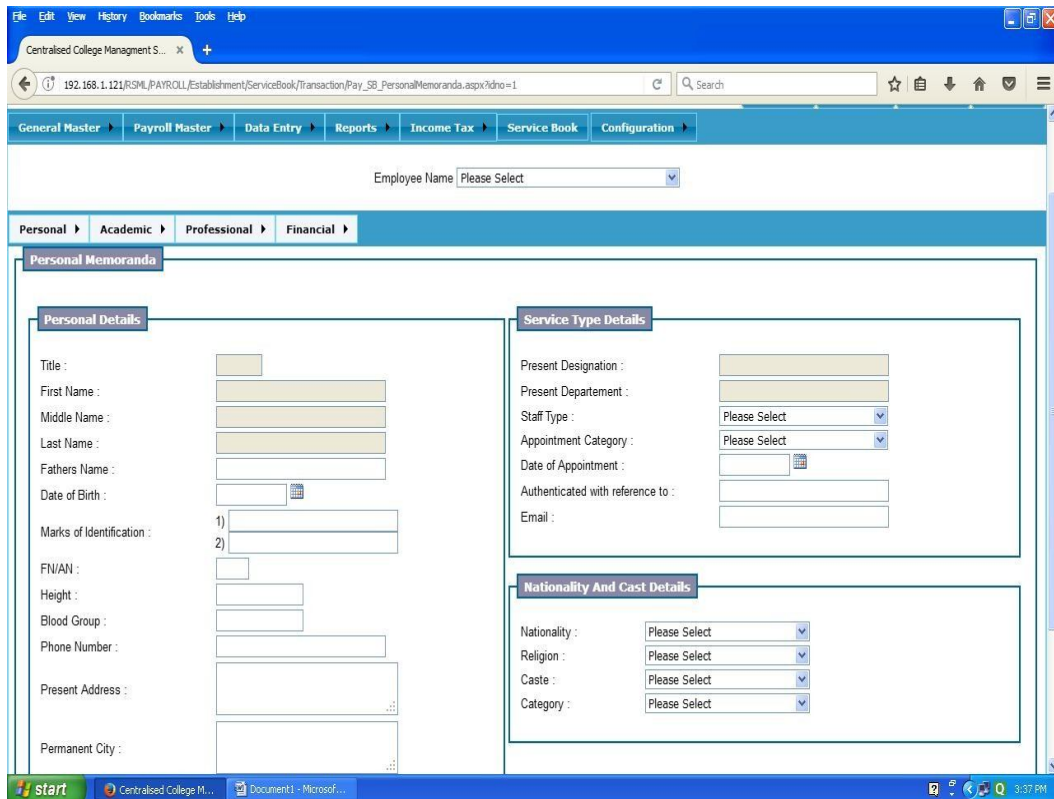 File Edit View History Bookmarks Tools Help
Centralised College Managment S... × +
192.168.1.121/RSML/PAYROLL/Establishment/ServiceBook/Transaction/Pay_SB_PersonalMemoranda.aspx?idno=1
Search
General Master Payroll Master Data Entry Reports Income Tax Service Book Configuration
Employee Name Please Select
Personal Academic Professional Financial
Personal Memoranda
Personal Details
Title :
First Name :
Middle Name :
Last Name :
Fathers Name :
Date of Birth :
Marks of Identification :
1)
2)
FN/AN :
Height :
Blood Group :
Phone Number :
Present Address :
Permanent City :
Service Type Details
Present Designation :
Present Departement :
Staff Type : Please Select
Appointment Category : Please Select
Date of Appointment :
Authenticated with reference to :
Email :
Nationality And Cast Details
Nationality : Please Select
Religion : Please Select
Caste : Please Select
Category : Please Select
start Centralised College M... Document1 - Microsof... 3:37 PM